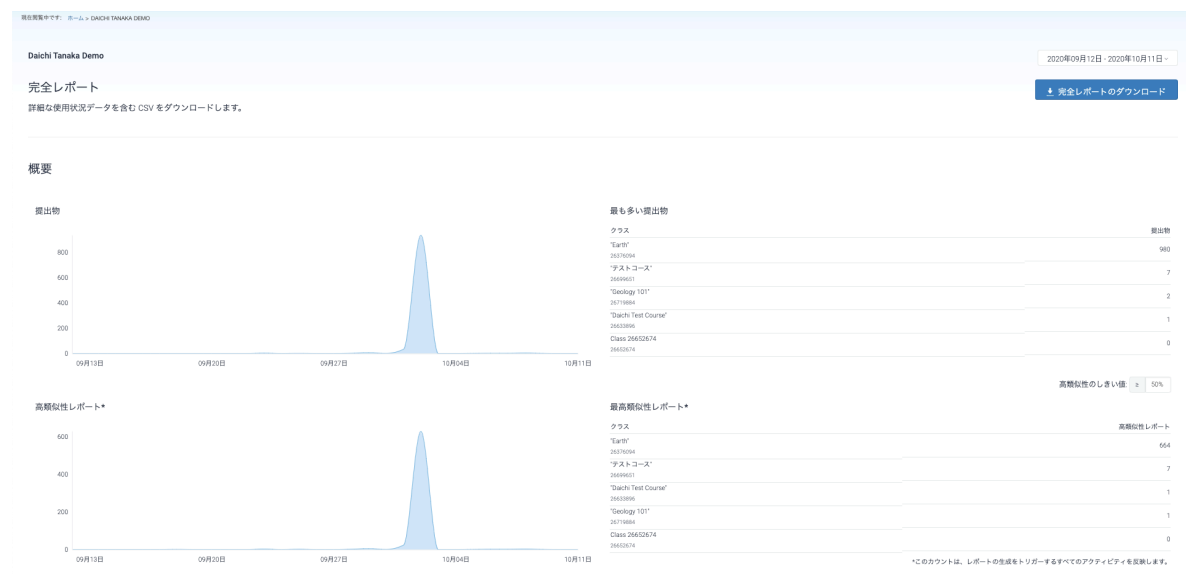 現在閲覧中です: ホーム > DAICHI TANAKA DEMO
Daichi Tanaka Demo
2020年09月12日 - 2020年10月11日
完全レポート
完全レポートのダウンロード
詳細な使用状況データを含む CSV をダウンロードします。
概要
提出物
800
600
400
200
0
09月13日 09月20日 09月27日 10月04日 10月11日
最も多い提出物
クラス 提出物
"Earth" 980
26376094
"テストコース" 7
26699651
"Geology 101" 2
26719884
"Daichi Test Course" 1
26633896
Class 26652674 0
26652674
高類似性のしきい値: ≥ 50%
高類似性レポート*
600
400
200
0
09月13日 09月20日 09月27日 10月04日 10月11日
最高類似性レポート*
クラス 高類似性レポート
"Earth" 664
26376094
"テストコース" 7
26699651
"Daichi Test Course" 1
26633896
"Geology 101" 1
26719884
Class 26652674 0
26652674
*このカウントは、レポートの生成をトリガーするすべてのアクティビティを反映します。